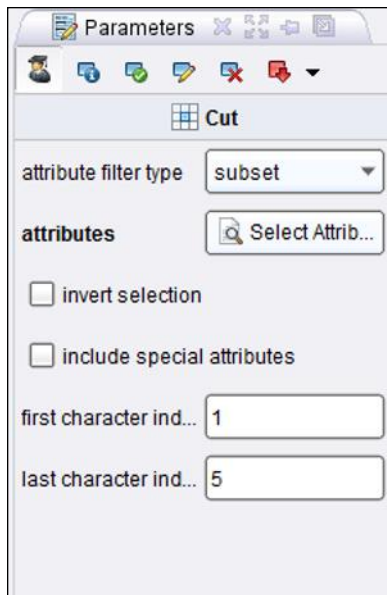 Parameters
Cut
attribute filter type subset
attributes Select Attrib...
invert selection
include special attributes
first character ind... 1
last character ind... 5